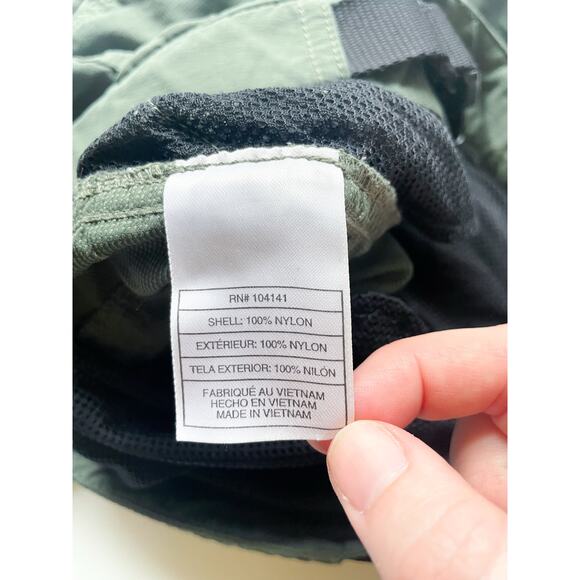 RN# 104141
SHELL: 100% NYLON
EXTÉRIEUR: 100% NYLON
TELA EXTERIOR: 100% NILÓN
FABRIQUÉ AU VIETNAM
HECHO EN VIETNAM
MADE IN VIETNAM